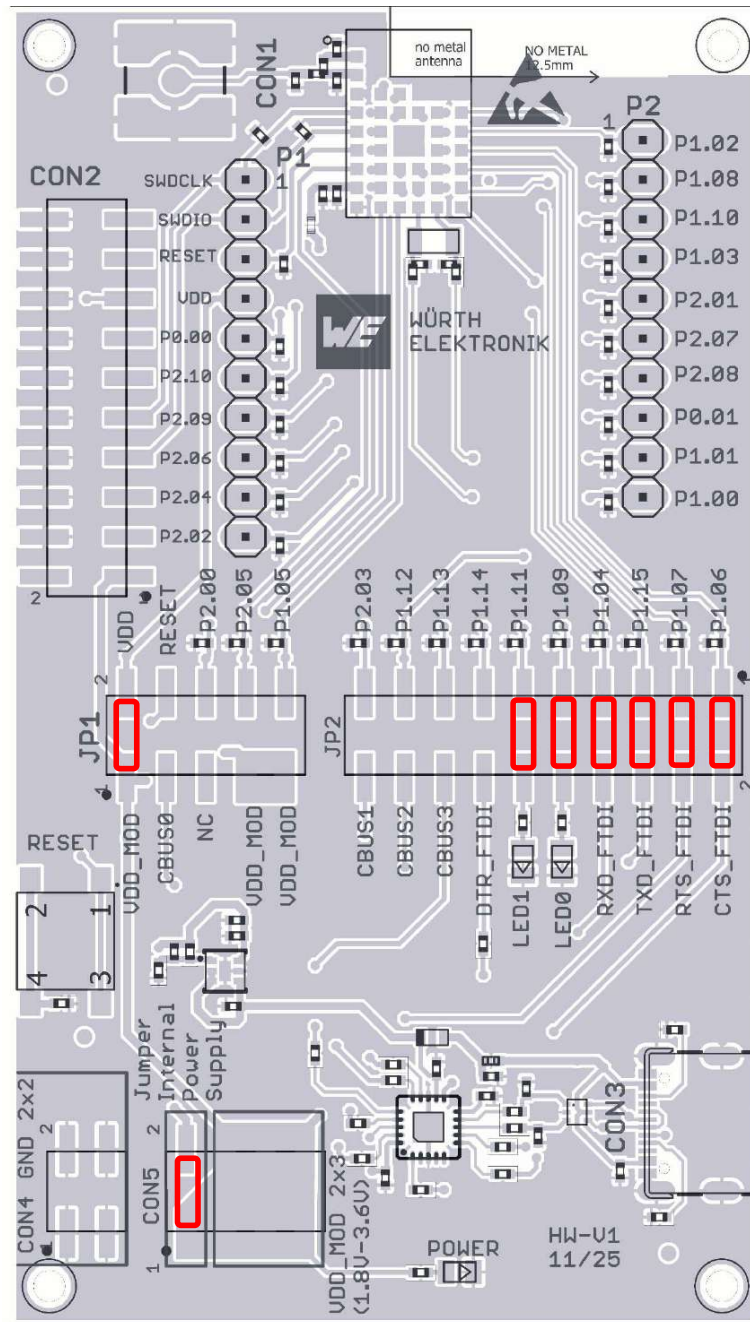 no metal
antenna
NO METAL
12.5mm
CON1
P1
1
P2
1
CON2
SWDCLK
SWDIO
RESET
VDD
P0.00
P2.10
P2.09
P2.06
P2.04
P2.02
P1.02
P1.08
P1.10
P1.03
P2.01
P2.07
P2.08
P0.01
P1.01
P1.00
WE
WÜRTH
ELEKTRONIK
2
1
VDD
RESET
P2.00
P2.05
P1.05
P2.03
P1.12
P1.13
P1.14
P1.11
P1.09
P1.04
P1.15
P1.07
P1.06
2
JP1
1
JP2
1
2
VDD_MOD
CBUS0
NC
VDD_MOD
VDD_MOD
CBUS1
CBUS2
CBUS3
DTR_FTDI
LED1
LED0
RXD_FTDI
TXD_FTDI
RTS_FTDI
CTS_FTDI
RESET
2
1
4
3
Jumper
Internal
Power
Supply
CON4 GND 2x2
2
1
CON5
2
1
VDD_MOD 2x3
(1.8V-3.6V)
CON3
POWER
HW-V1
11/25